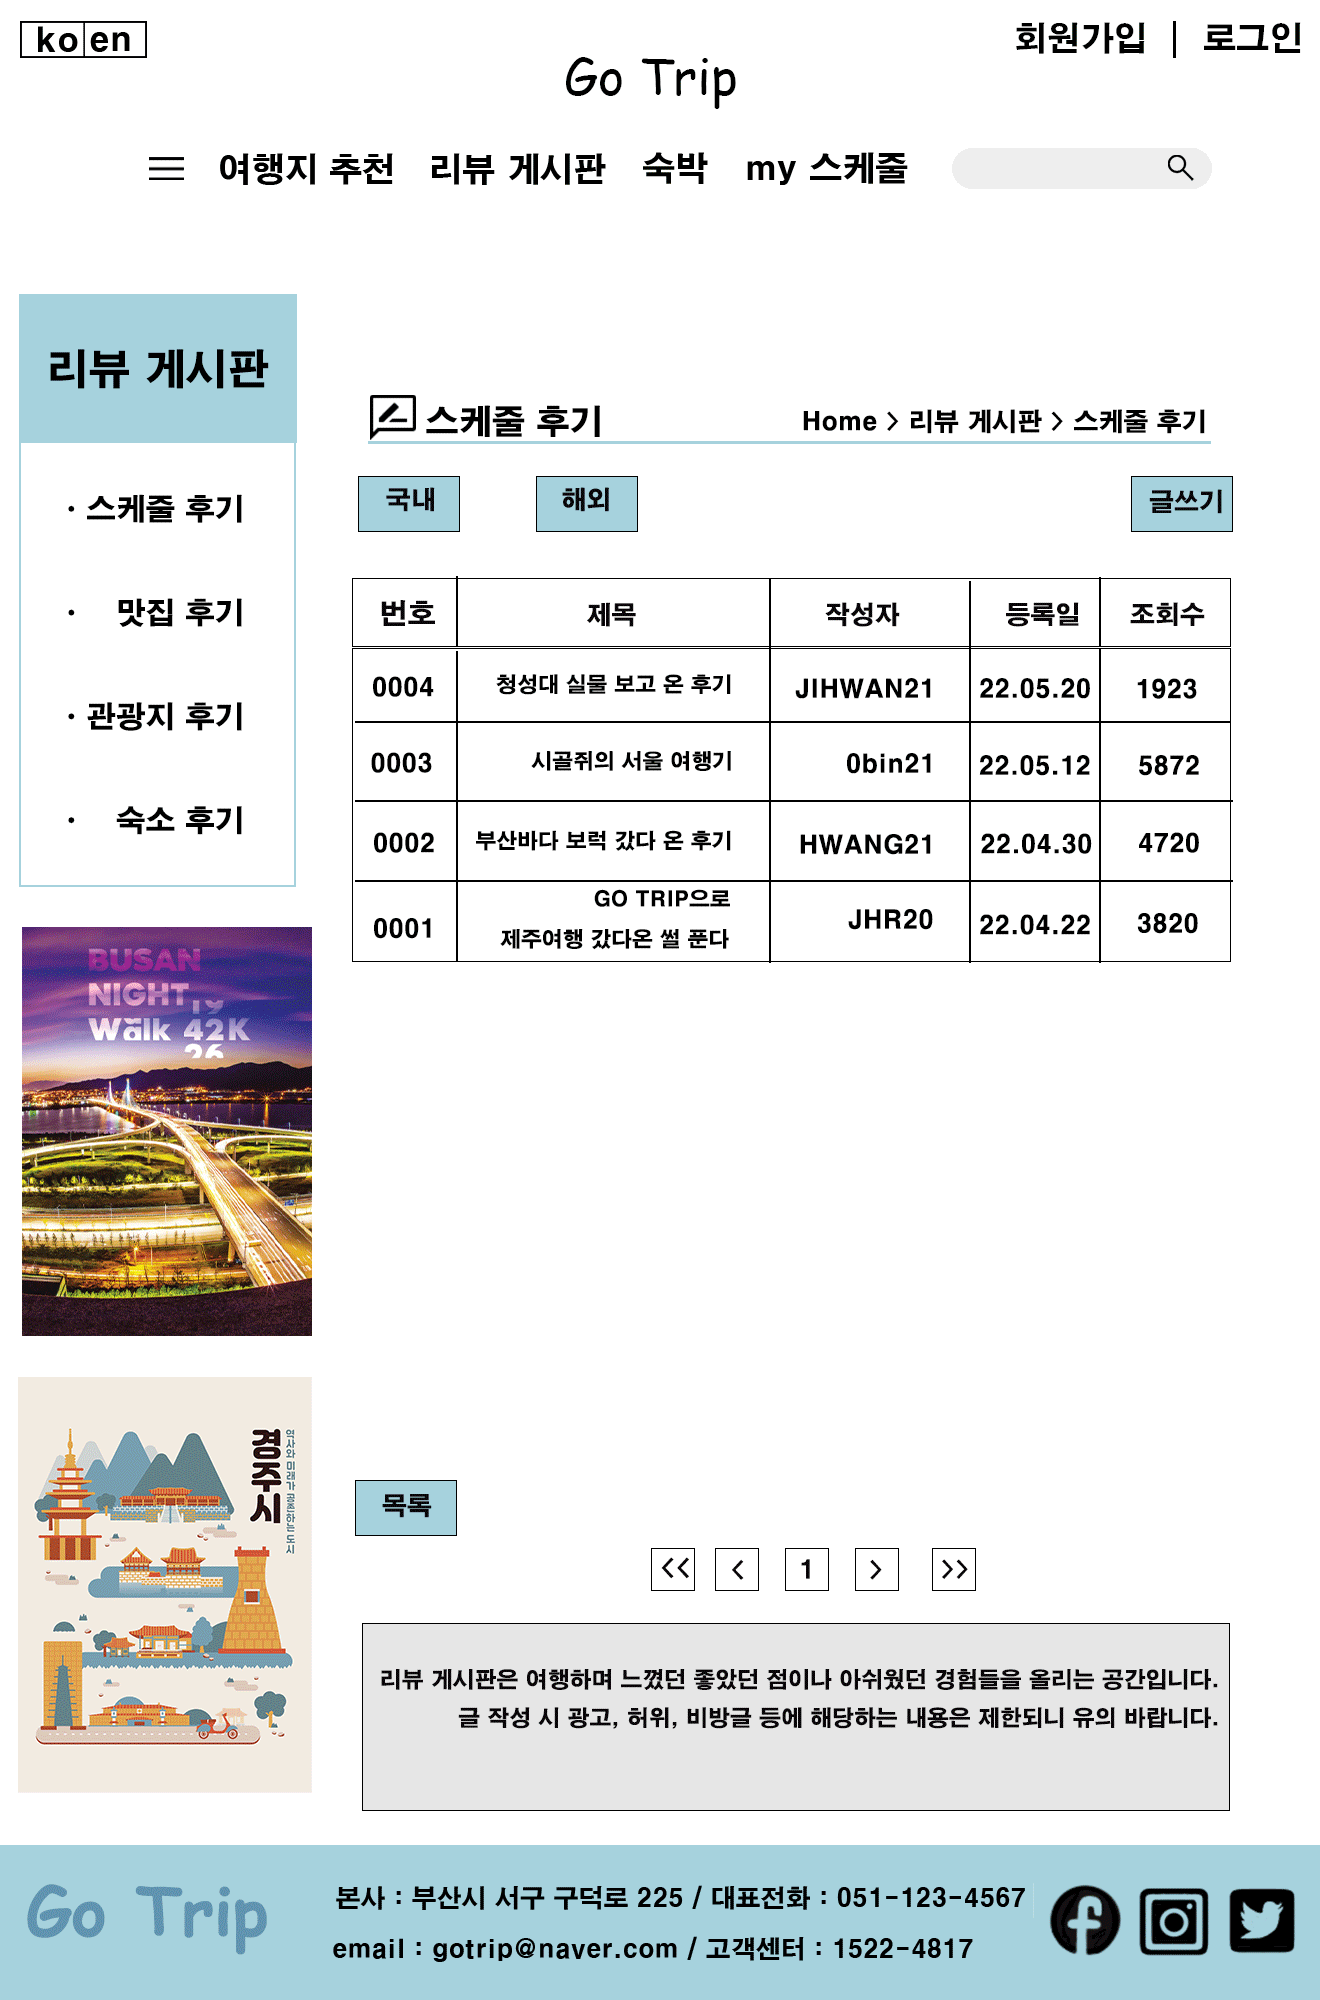 ko en
회원가입 | 로그인
Go Trip
여행지 추천 리뷰 게시판 숙박 my 스케줄
리뷰 게시판
· 스케줄 후기
· 맛집 후기
· 관광지 후기
· 숙소 후기
스케줄 후기
Home > 리뷰 게시판 > 스케줄 후기
국내 해외 글쓰기
번호 제목 작성자 등록일 조회수
0004 청성대 실물 보고 온 후기 JIHWAN21 22.05.20 1923
0003 시골쥐의 서울 여행기 0bin21 22.05.12 5872
0002 부산바다 보럭 갔다 온 후기 HWANG21 22.04.30 4720
0001 GO TRIP으로 JHR20 22.04.22 3820
제주여행 갔다온 썰 푼다
BUSAN
NIGHT 19
Walk 42K
26
경주시
역사와 미래가 공존하는 도시
목록
<< < 1 > >>
리뷰 게시판은 여행하며 느꼈던 좋았던 점이나 아쉬웠던 경험들을 올리는 공간입니다.
글 작성 시 광고, 허위, 비방글 등에 해당하는 내용은 제한되니 유의 바랍니다.
Go Trip
본사 : 부산시 서구 구덕로 225 / 대표전화 : 051-123-4567
email : gotrip@naver.com / 고객센터 : 1522-4817